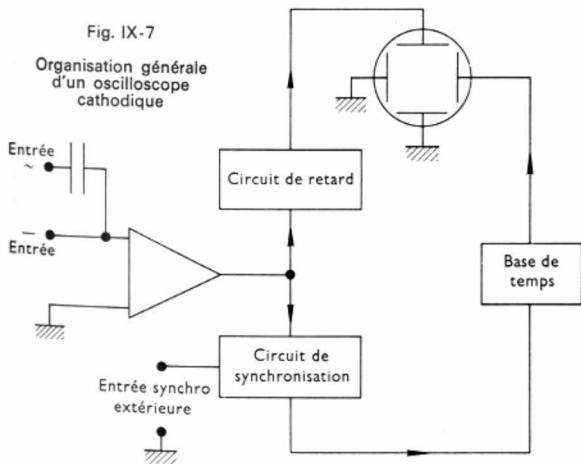 Fig. IX-7
Organisation générale
d'un oscilloscope
cathodique
Entrée
~
—
Entrée
Circuit de retard
Base de
temps
Circuit de
synchronisation
Entrée synchro
extérieure